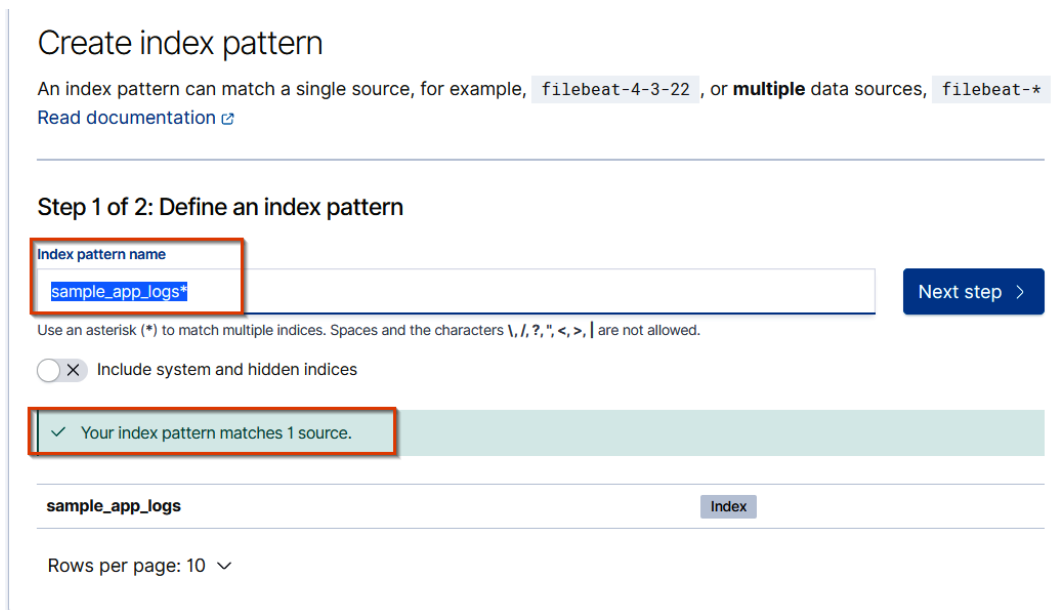 Create index pattern
An index pattern can match a single source, for example, filebeat-4-3-22 , or multiple data sources, filebeat-*
Read documentation
Step 1 of 2: Define an index pattern
Index pattern name
sample_app_logs*
Next step
Use an asterisk (*) to match multiple indices. Spaces and the characters \, /, ?, ", <, >, | are not allowed.
Include system and hidden indices
Your index pattern matches 1 source.
sample_app_logs Index
Rows per page: 10